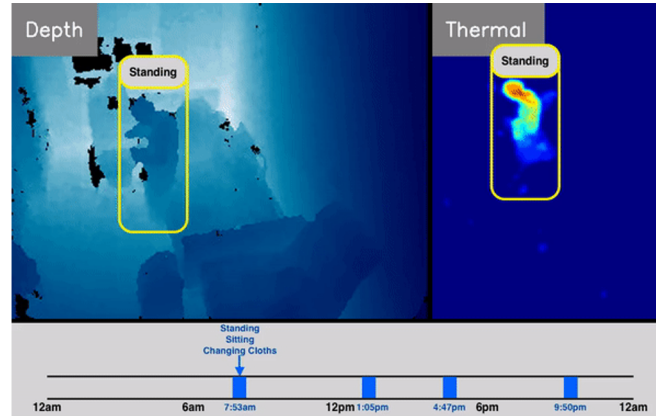 Depth
Thermal
Standing
Standing
Standing
Sitting
Changing Cloths
12am
6am
7:53am
12pm
1:05pm
4:47pm
6pm
9:50pm
12am